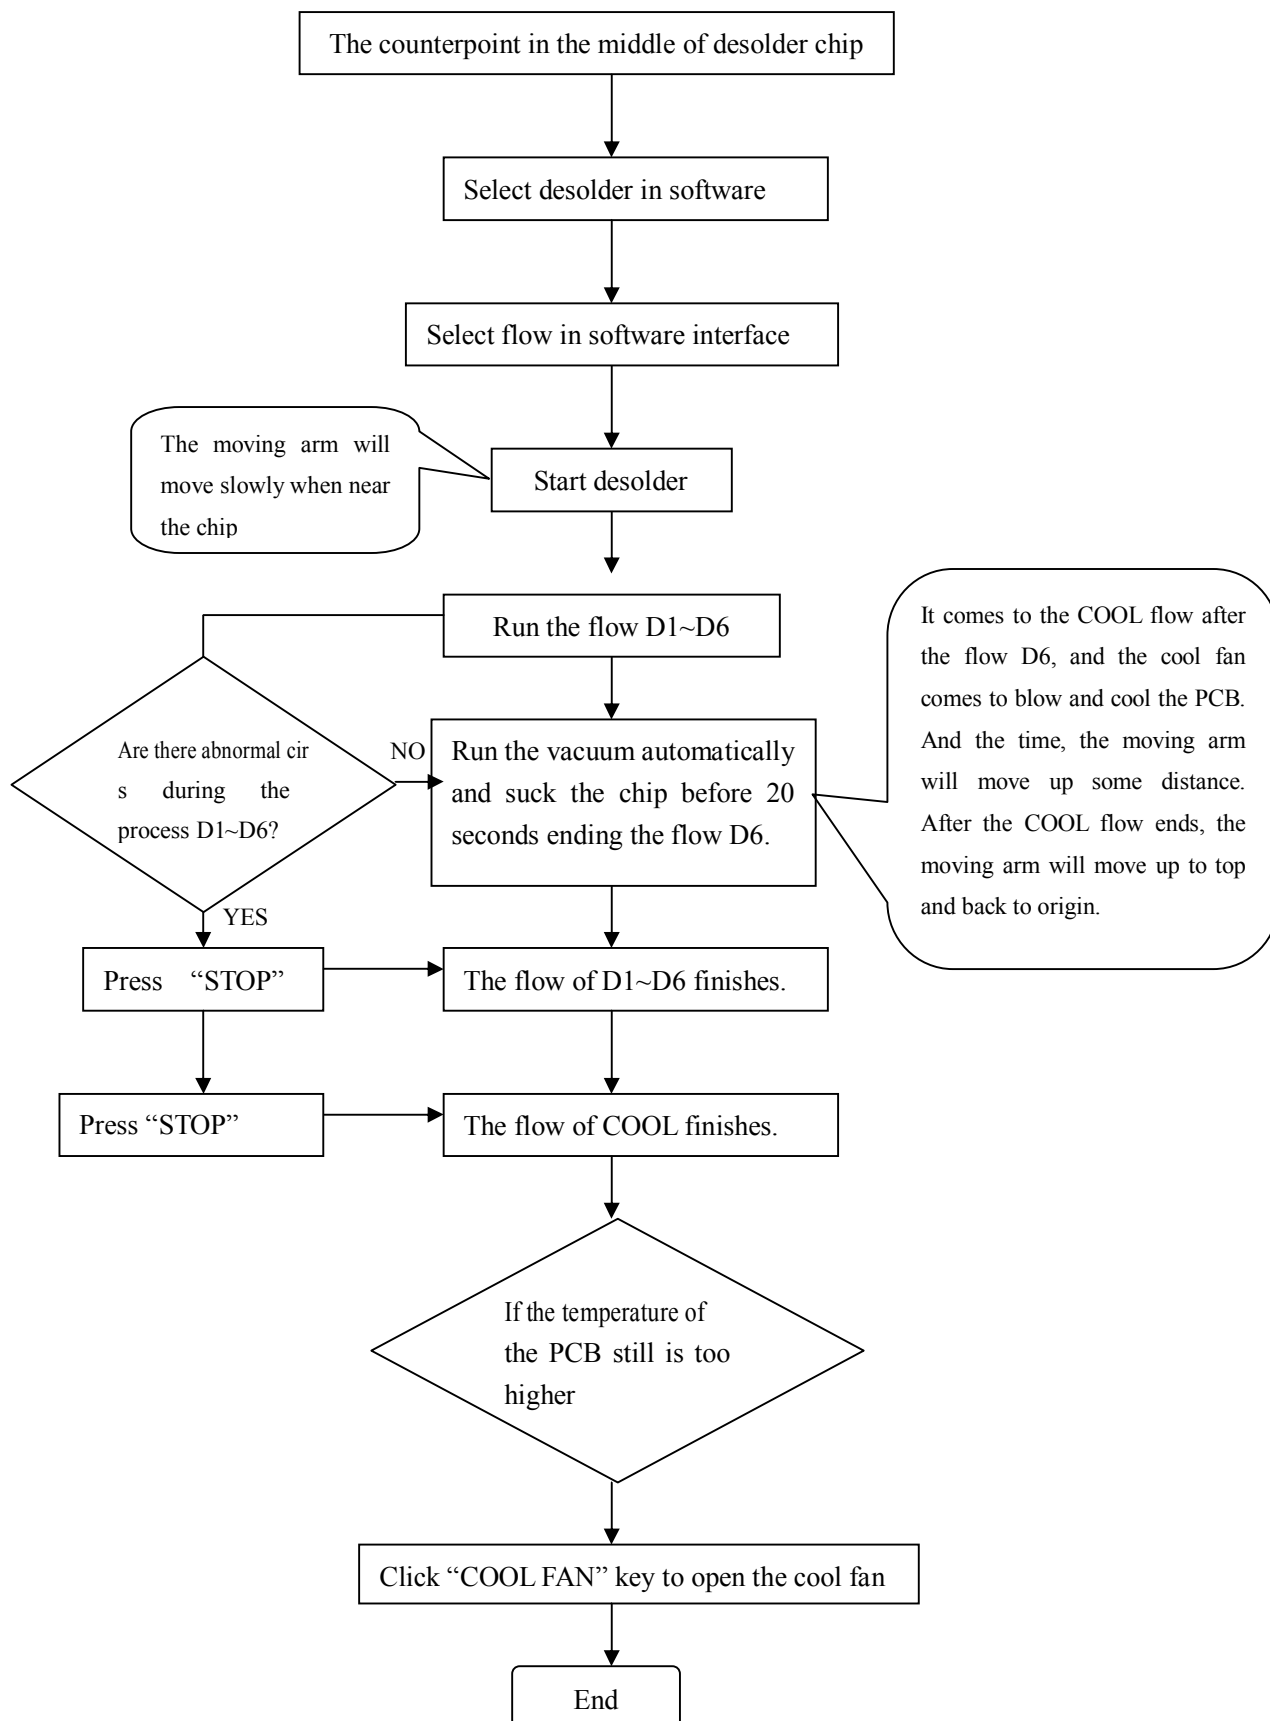 The counterpoint in the middle of desolder chip
Select desolder in software
Select flow in software interface
The moving arm will
move slowly when near
the chip
Start desolder
Run the flow D1~D6
It comes to the COOL flow after
the flow D6, and the cool fan
comes to blow and cool the PCB.
And the time, the moving arm
will move up some distance.
After the COOL flow ends, the
moving arm will move up to top
and back to origin.
Are there abnormal cir
s during the
process D1~D6?
NO
Run the vacuum automatically
and suck the chip before 20
seconds ending the flow D6.
YES
Press “STOP”
The flow of D1~D6 finishes.
Press “STOP”
The flow of COOL finishes.
If the temperature of
the PCB still is too
higher
Click “COOL FAN” key to open the cool fan
End